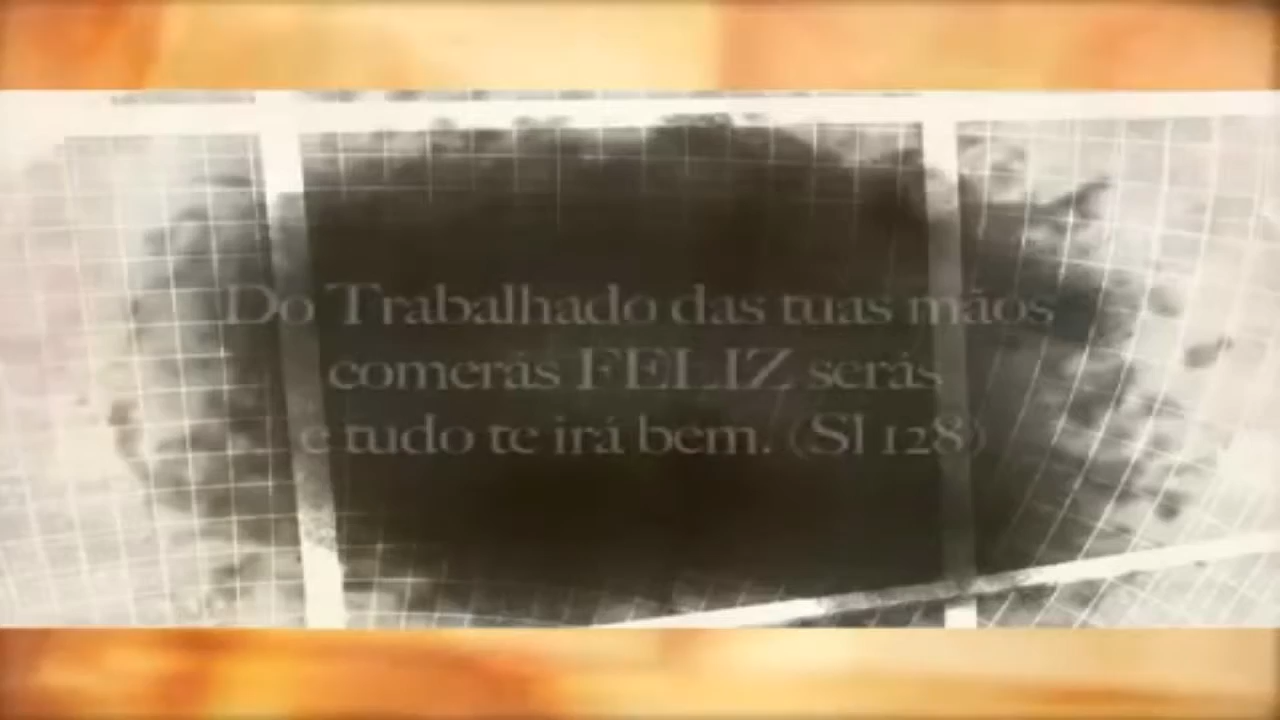 Do Trabalhado das tuas mãos
comerás FELIZ serás
e tudo te irá bem. (Sl 128)